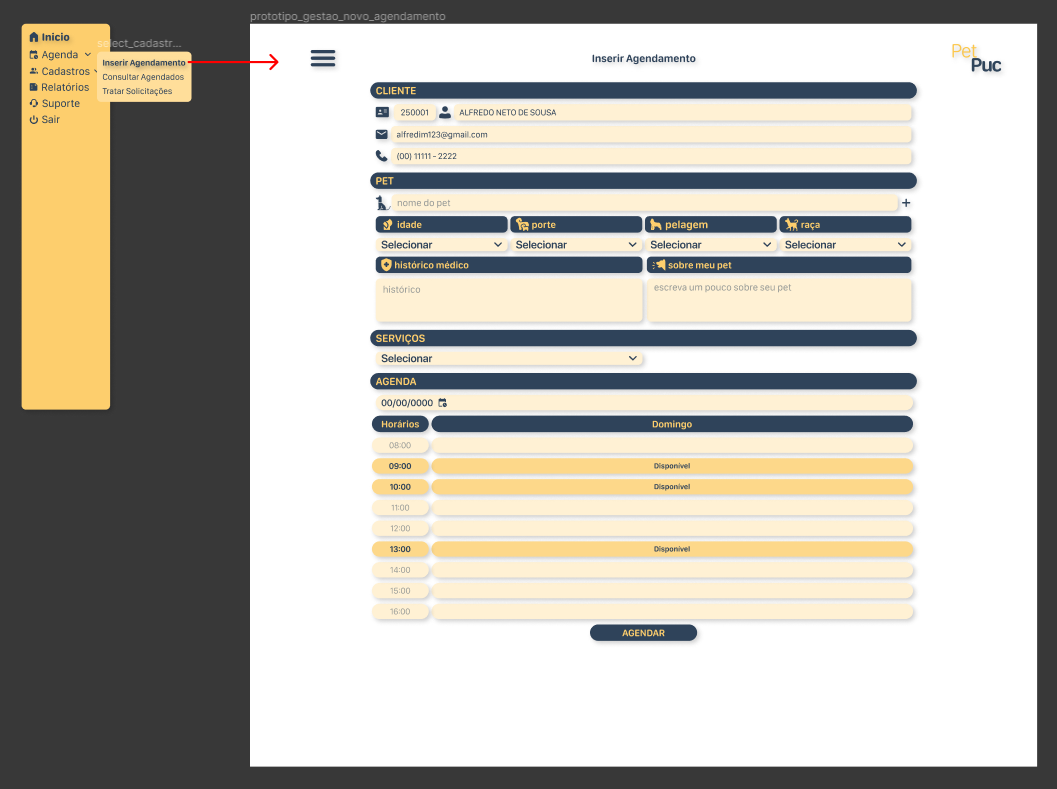 prototipo_gestao_novo_agendamento
Inicio
Agenda
select_cadastr...
Inserir Agendamento
Cadastros
Consultar Agendados
Relatórios
Tratar Solicitações
Suporte
Sair
Inserir Agendamento
Pet
Puc
CLIENTE
250001 ALFREDO NETO DE SOUSA
alfredim123@gmail.com
(00) 11111 - 2222
PET
nome do pet +
idade porte pelagem raça
Selecionar Selecionar Selecionar Selecionar
histórico médico sobre meu pet
histórico escreva um pouco sobre seu pet
SERVIÇOS
Selecionar
AGENDA
00/00/0000
Horários Domingo
08:00
09:00 Disponível
10:00 Disponível
11:00
12:00
13:00 Disponível
14:00
15:00
16:00
AGENDAR